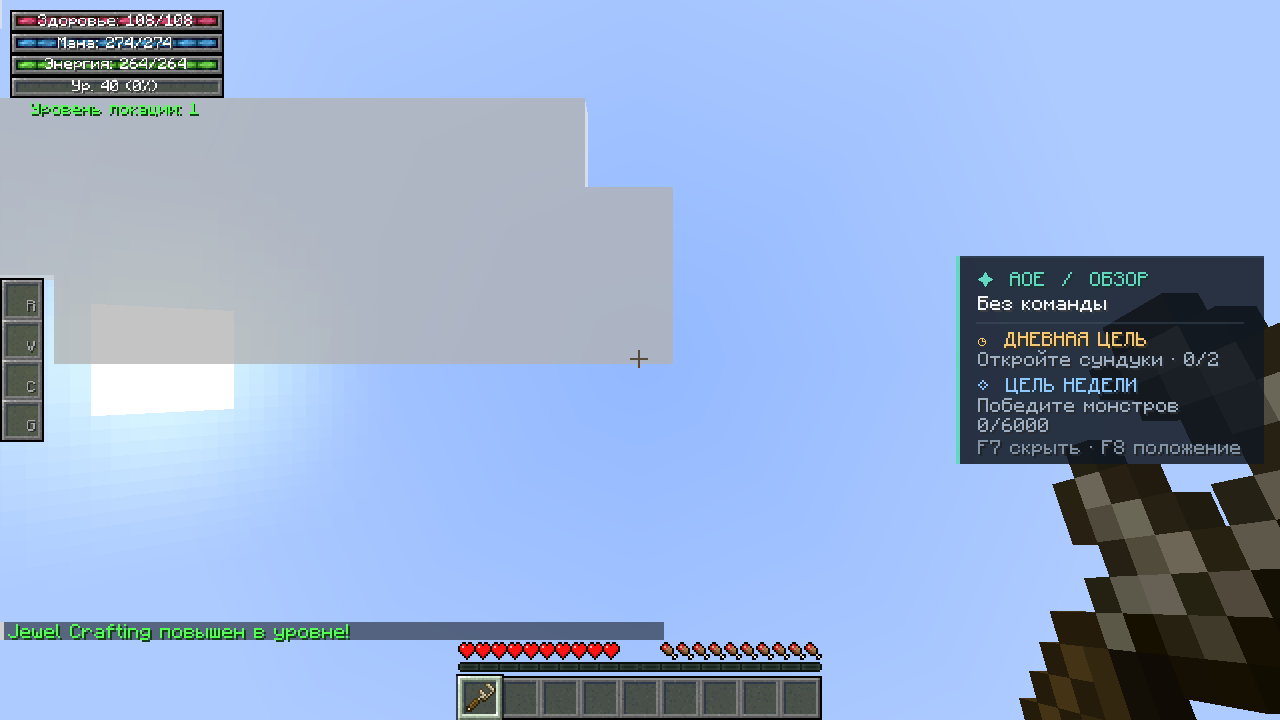 Здоровье: 108/108
Мана: 274/274
Энергия: 264/264
Ур. 40 (0%)
Уровень локации: 1
R
V
C
G
✦ AOE / ОБЗОР
Без команды
ДНЕВНАЯ ЦЕЛЬ
Откройте сундуки · 0/2
ЦЕЛЬ НЕДЕЛИ
Победите монстров
0/6000
F7 скрыть · F8 положение
Jewel Crafting повышен в уровне!